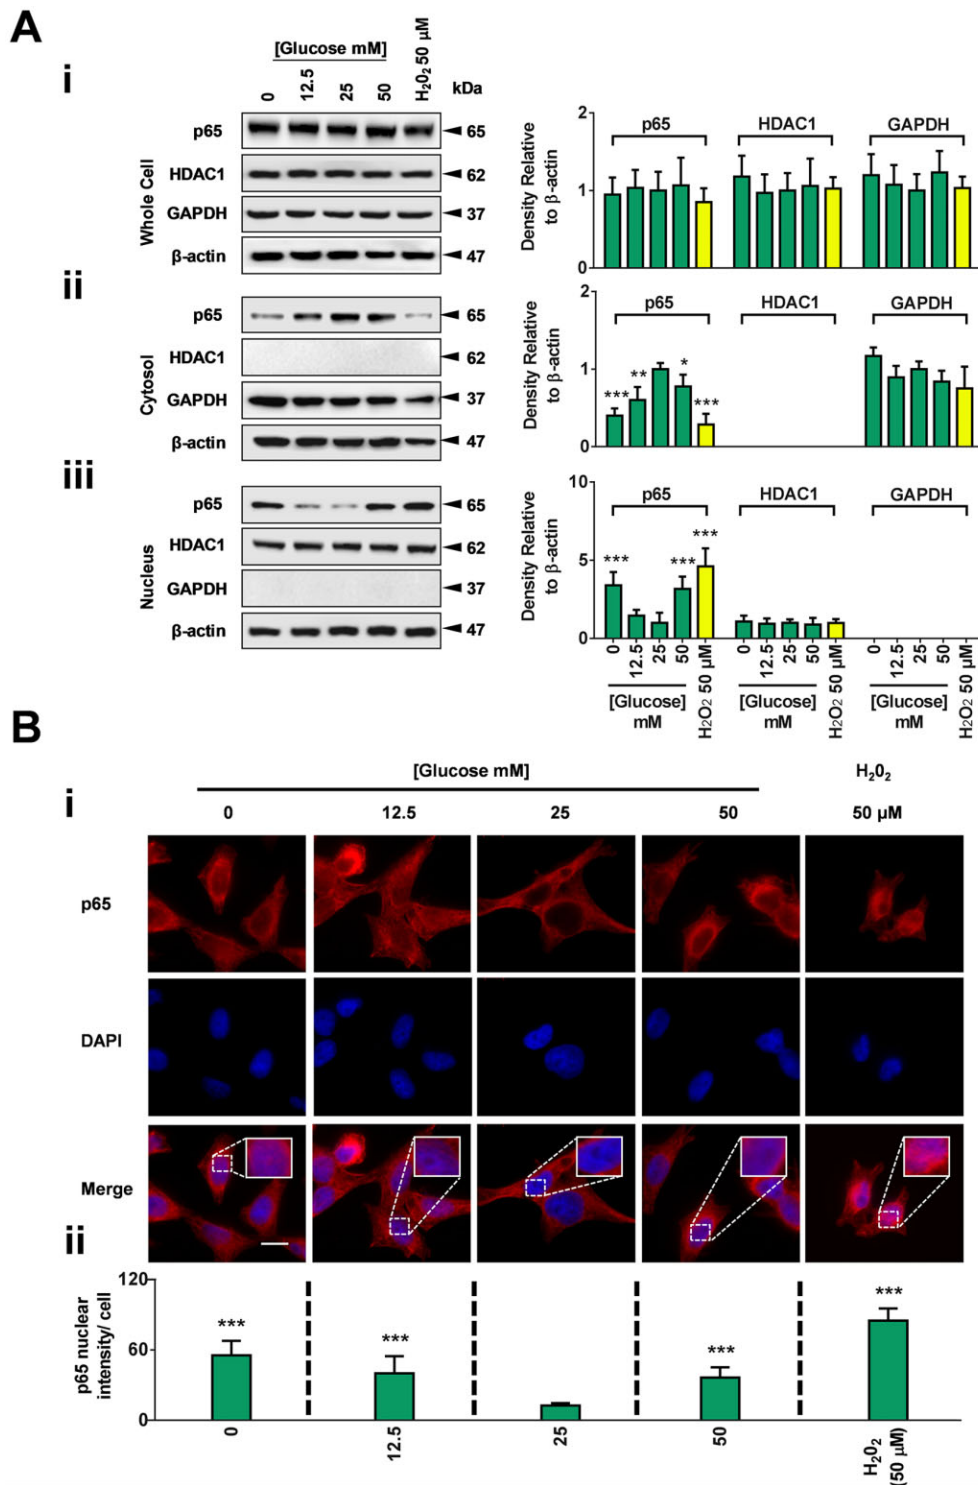 A
i
[Glucose mM]
0 12.5 25 50 H₂0₂ 50 µM kDa
Whole Cell
p65 65
HDAC1 62
GAPDH 37
β-actin 47
Density Relative
to β-actin
2
1
0
p65 HDAC1 GAPDH
ii
Cytosol
p65 65
HDAC1 62
GAPDH 37
β-actin 47
Density Relative
to β-actin
2
1
0
p65 HDAC1 GAPDH
*** ** * ***
iii
Nucleus
p65 65
HDAC1 62
GAPDH 37
β-actin 47
Density Relative
to β-actin
10
5
0
p65 HDAC1 GAPDH
*** *** ***
0 12.5 25 50 H₂O₂ 50 µM 0 12.5 25 50 H₂O₂ 50 µM 0 12.5 25 50 H₂O₂ 50 µM
[Glucose] [Glucose] [Glucose]
mM mM mM
B
i
[Glucose mM] H₂0₂
0 12.5 25 50 50 µM
p65
DAPI
Merge
ii
p65 nuclear
intensity/ cell
120
60
0
*** *** *** ***
0 12.5 25 50 H₂0₂
(50 µM)